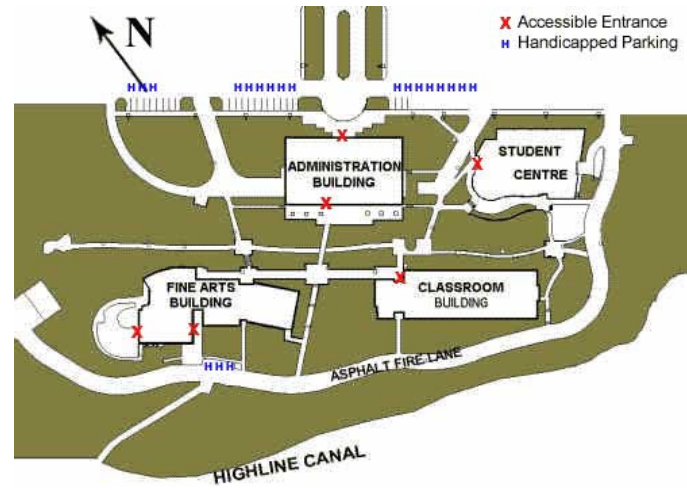 N
X Accessible Entrance
H Handicapped Parking
HHH
HHHHHH
HHHHHHHH
X
ADMINISTRATION
BUILDING
X
X
STUDENT
CENTRE
FINE ARTS
BUILDING
X
X
X
CLASSROOM
BUILDING
HHH
ASPHALT FIRE LANE
HIGHLINE CANAL